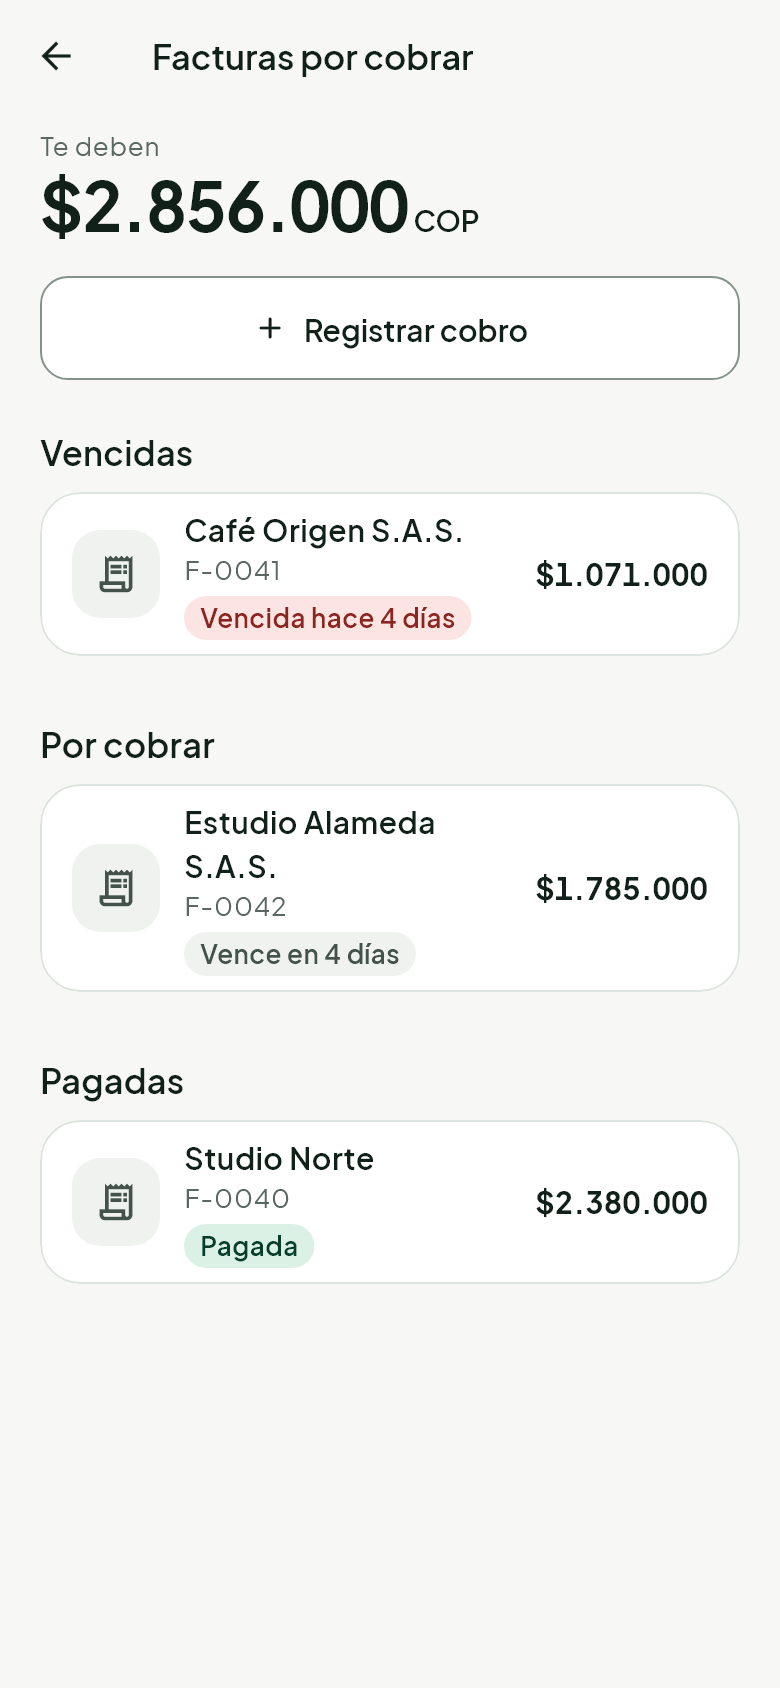 Facturas por cobrar
Te deben
$2.856.000 COP
+ Registrar cobro
Vencidas
Café Origen S.A.S.
F-0041
$1.071.000
Vencida hace 4 días
Por cobrar
Estudio Alameda
S.A.S.
F-0042
$1.785.000
Vence en 4 días
Pagadas
Studio Norte
F-0040
$2.380.000
Pagada